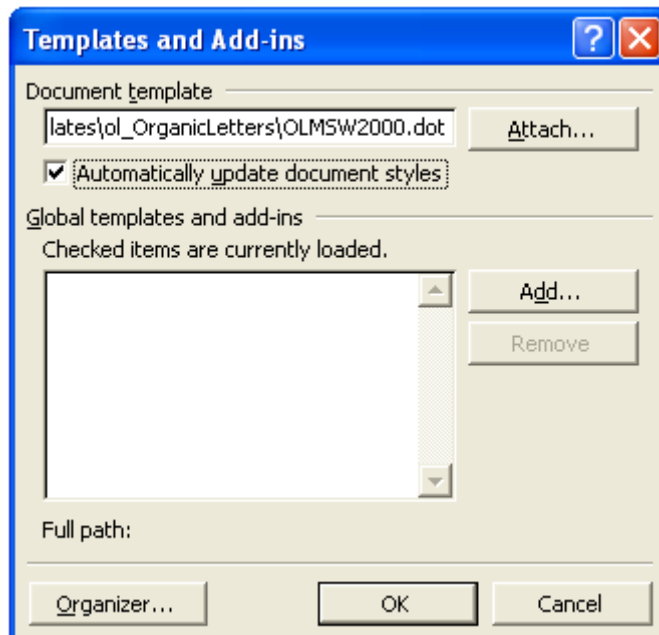 Templates and Add-ins
Document template
lates\ol_OrganicLetters\OLMSW2000.dot
Attach...
Automatically update document styles
Global templates and add-ins
Checked items are currently loaded.
Add...
Remove
Full path:
Organizer...
OK
Cancel